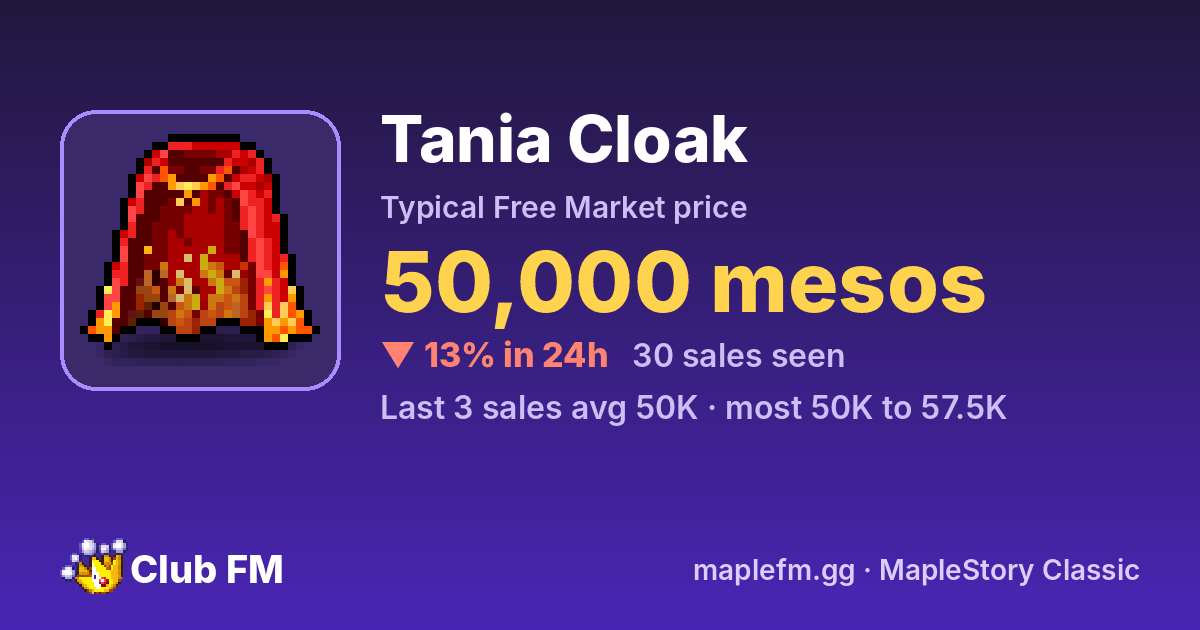 Tania Cloak
Typical Free Market price
50,000 mesos
▼ 13% in 24h 30 sales seen
Last 3 sales avg 50K · most 50K to 57.5K
Club FM
maplefm.gg · MapleStory Classic